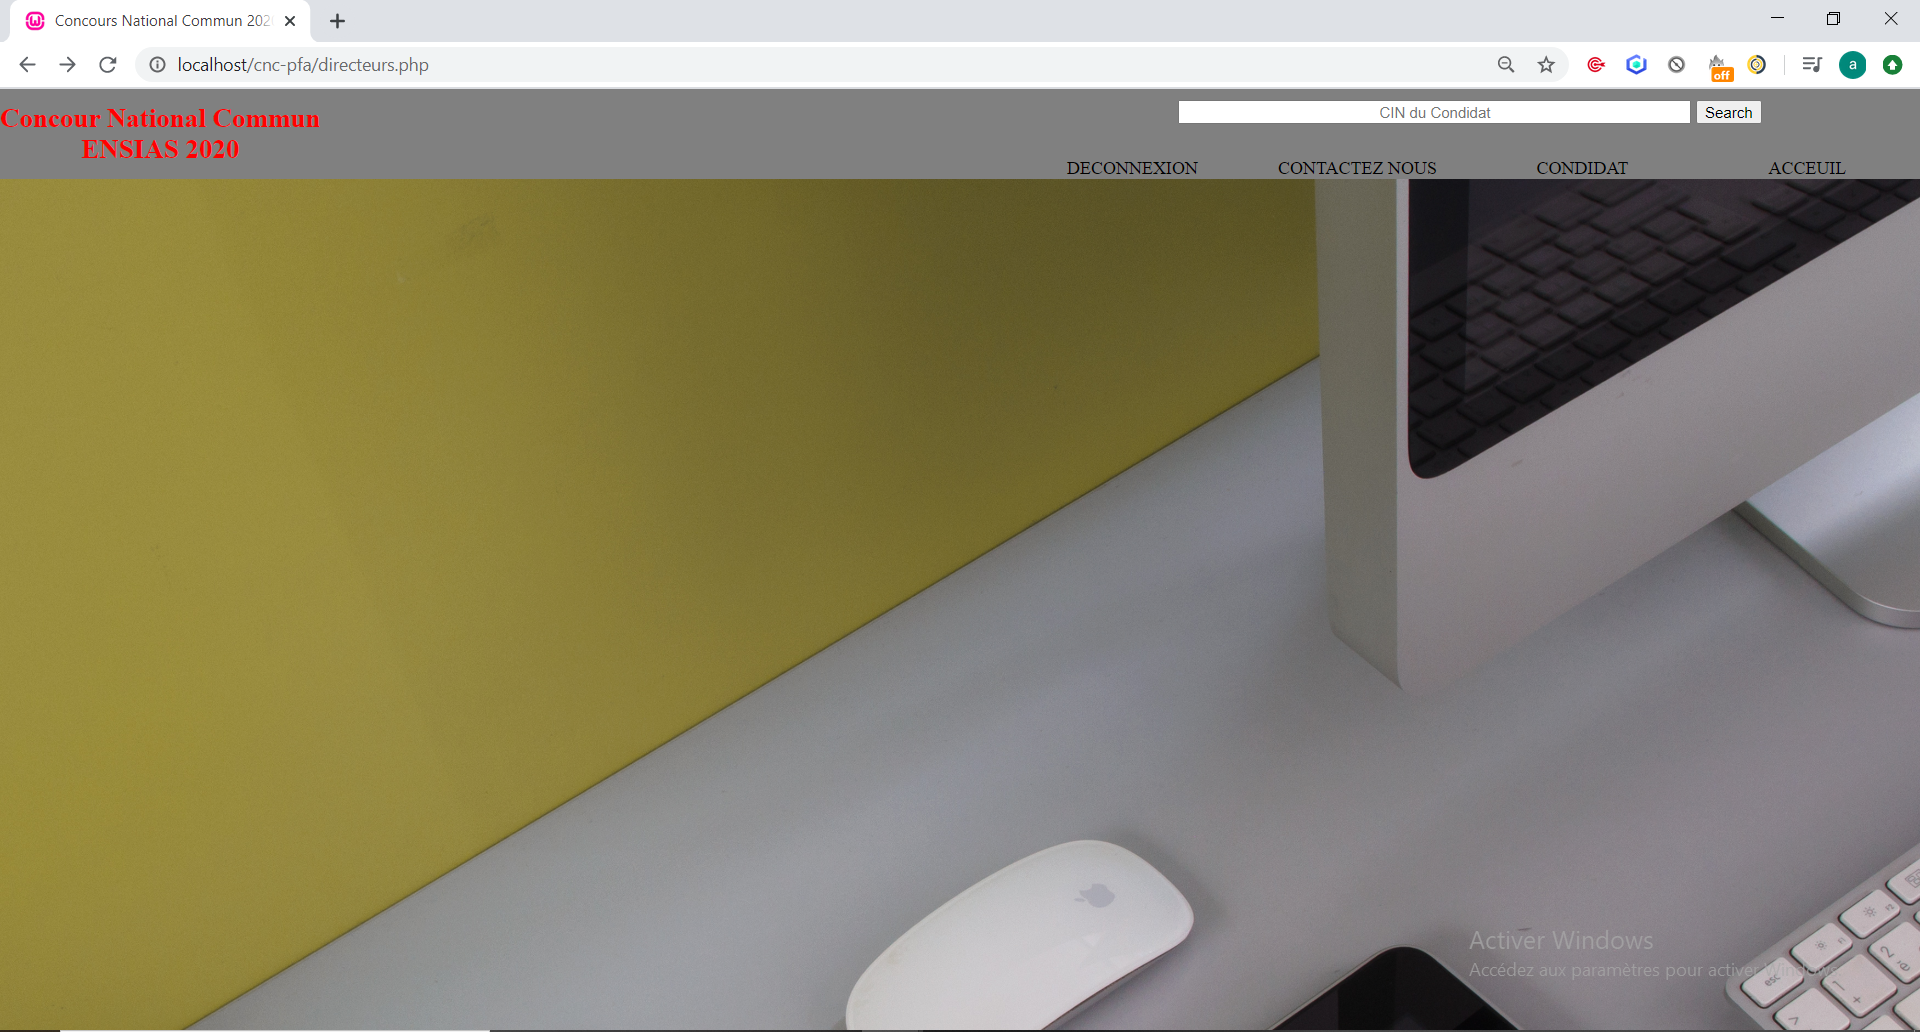 Concours National Commun 202
localhost/cnc-pfa/directeurs.php
off
a
Concour National Commun
ENSIAS 2020
CIN du Condidat
Search
DECONNEXION
CONTACTEZ NOUS
CONDIDAT
ACCEUIL
Activer Windows
Accédez aux paramètres pour activer Windows.
esc